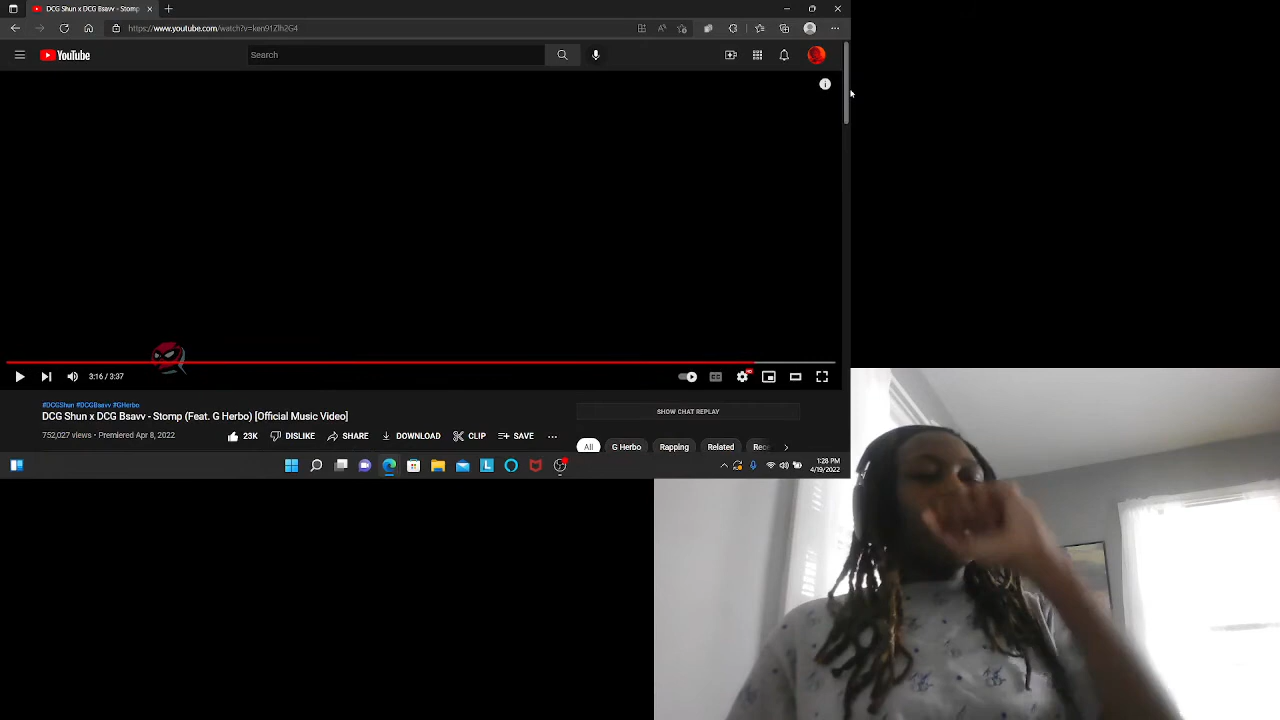 DCG Shun x DCG Bsavv - Stomp
https://www.youtube.com/watch?v=ken91Zlh2G4
YouTube
Search
3:16 / 3:37
HD
#DCGShun #DCGBsavv #GHerbo
DCG Shun x DCG Bsavv - Stomp (Feat. G Herbo) [Official Music Video]
752,027 views • Premiered Apr 8, 2022
23K
DISLIKE
SHARE
DOWNLOAD
CLIP
SAVE
SHOW CHAT REPLAY
All
G Herbo
Rapping
Related
Rec
1:28 PM
4/19/2022